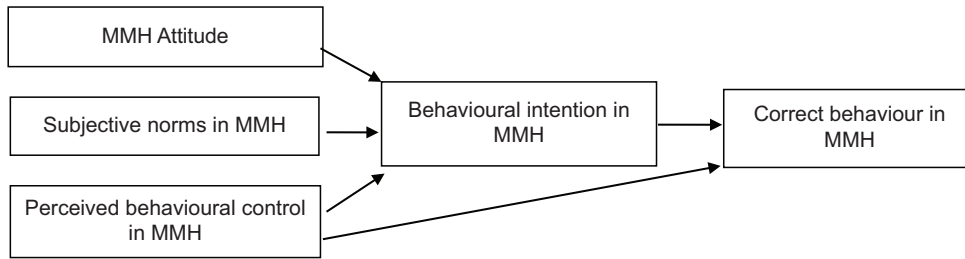 MMH Attitude
Subjective norms in MMH
Perceived behavioural control
in MMH
Behavioural intention in
MMH
Correct behaviour in
MMH